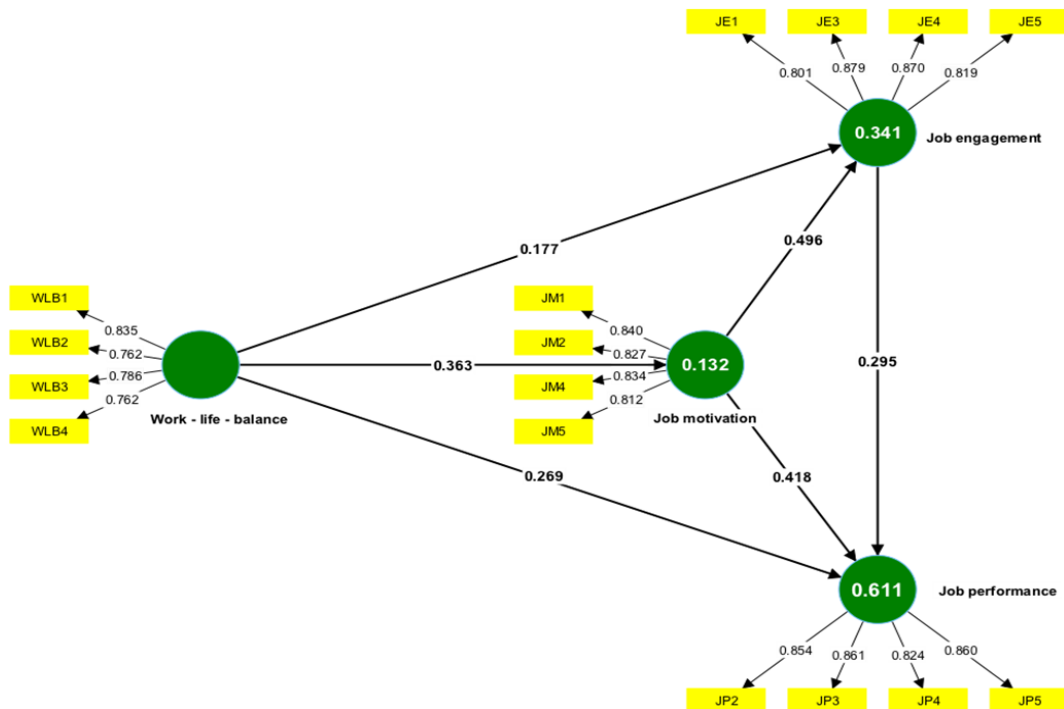 JE1 JE3 JE4 JE5
0.801 0.879 0.870 0.819
0.341
Job engagement
0.177
0.496
WLB1
WLB2
WLB3
WLB4
0.835
0.762
0.786
0.762
Work - life - balance
0.363
JM1
JM2
JM4
JM5
0.840
0.827
0.834
0.812
0.132
Job motivation
0.295
0.269
0.418
0.611
Job performance
0.854 0.861 0.824 0.860
JP2 JP3 JP4 JP5